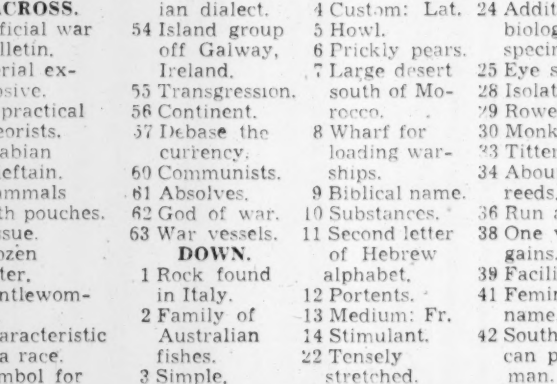 CROSS.
ficial war
lletin.
rial ex-
osive.
practical
eorists.
abian
eftain.
ammals
th pouches.
sue.
ozen
ter.
ntlewom-
aracteristic
a race.
mbol for
ian dialect.
54 Island group
off Galway,
Ireland.
55 Transgression.
56 Continent.
57 Debase the
currency.
60 Communists.
61 Absolves.
62 God of war.
63 War vessels.
DOWN.
1 Rock found
in Italy.
2 Family of
Australian
fishes.
3 Simple.
4 Custom: Lat.
5 Howl.
6 Prickly pears.
7 Large desert
south of Mo-
rocco.
8 Wharf for
loading war-
ships.
9 Biblical name.
10 Substances.
11 Second letter
of Hebrew
alphabet.
12 Portents.
13 Medium: Fr.
14 Stimulant.
22 Tensely
stretched.
24 Addit
biolog
speci
25 Eye s
28 Isolat
29 Rowe
30 Monk
33 Titter
34 Abou
reeds.
36 Run a
38 One
gains.
39 Facili
41 Femin
name
42 South
can p
man.